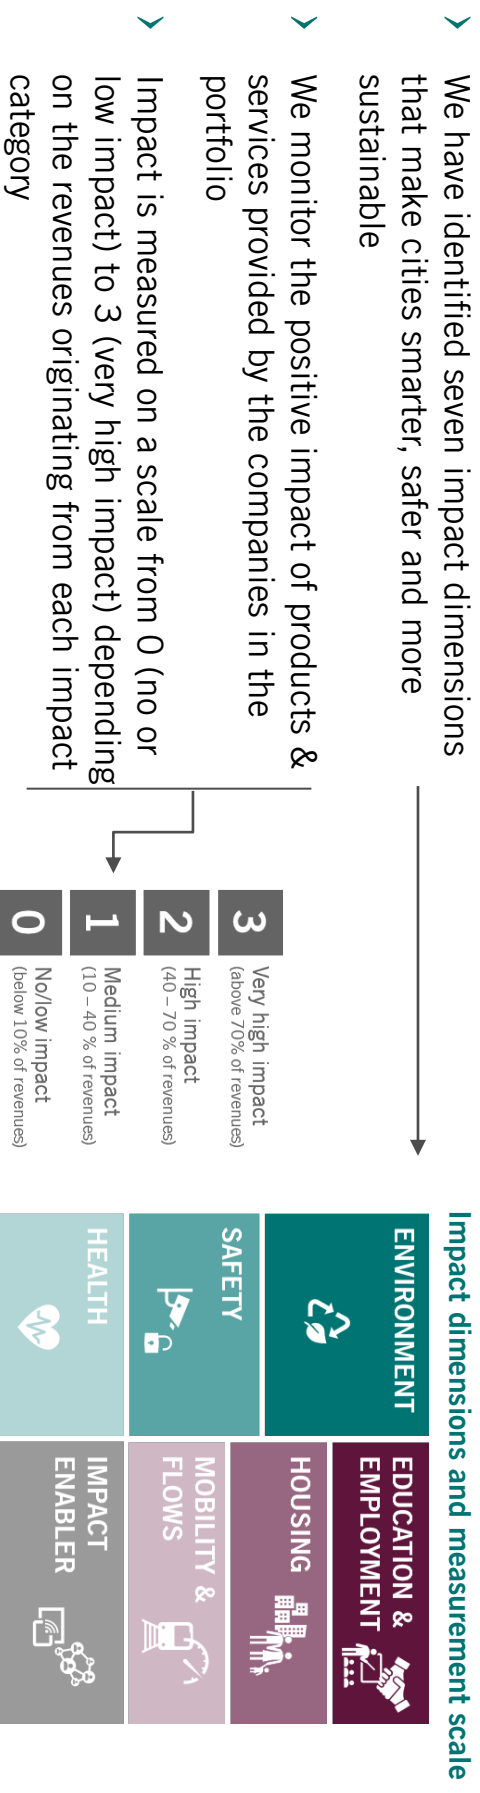 We have identified seven impact dimensions
that make cities smarter, safer and more
sustainable
We monitor the positive impact of products &
services provided by the companies in the
portfolio
Impact is measured on a scale from 0 (no or
low impact) to 3 (very high impact) depending
on the revenues originating from each impact
category
3
Very high impact
(above 70% of revenues)
2
High impact
(40 – 70 % of revenues)
1
Medium impact
(10 – 40 % of revenues)
0
No/low impact
(below 10% of revenues)
Impact dimensions and measurement scale
ENVIRONMENT
SAFETY
HEALTH
EDUCATION &
EMPLOYMENT
HOUSING
MOBILITY &
FLOWS
IMPACT
ENABLER